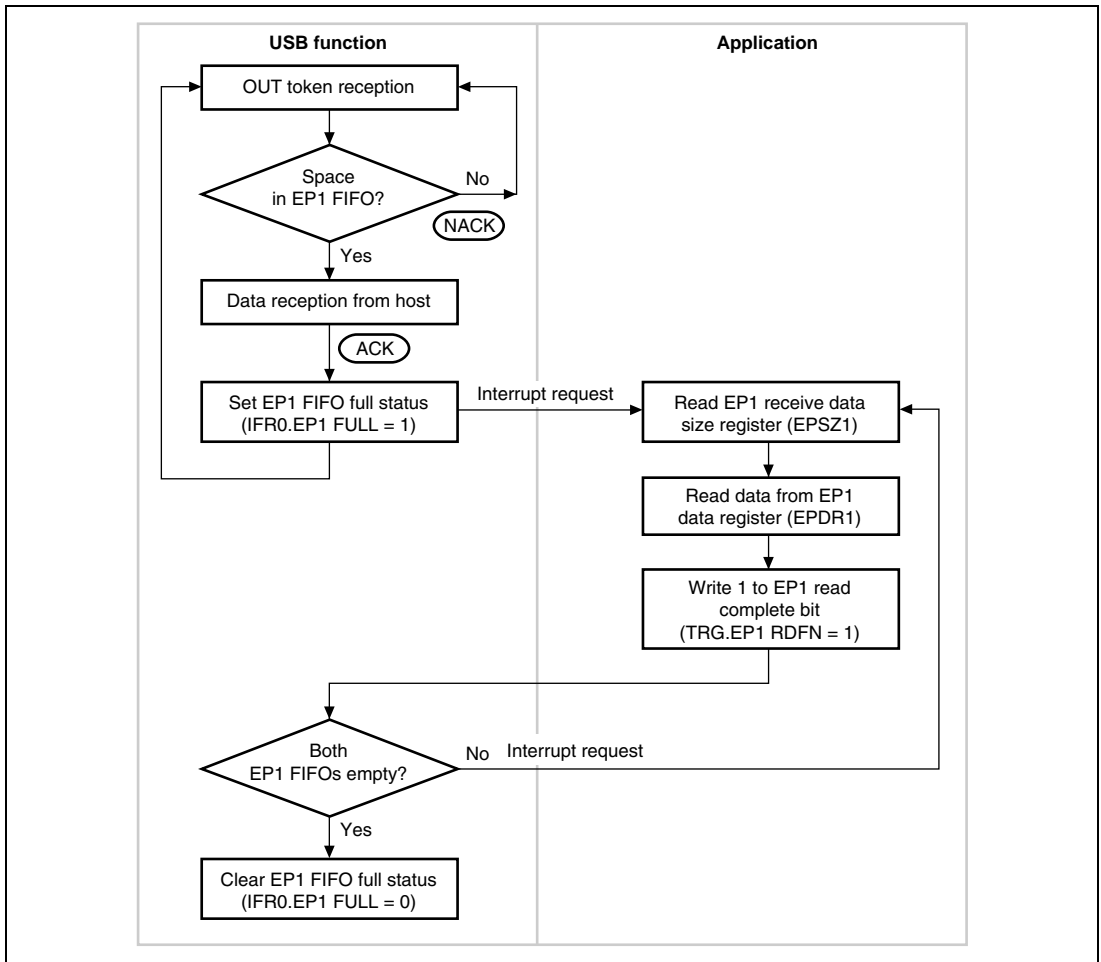 USB function
Application
OUT token reception
Space
in EP1 FIFO?
No
NACK
Yes
Data reception from host
ACK
Set EP1 FIFO full status
(IFR0.EP1 FULL = 1)
Interrupt request
Read EP1 receive data
size register (EPSZ1)
Read data from EP1
data register (EPDR1)
Write 1 to EP1 read
complete bit
(TRG.EP1 RDFN = 1)
Both
EP1 FIFOs empty?
No
Interrupt request
Yes
Clear EP1 FIFO full status
(IFR0.EP1 FULL = 0)